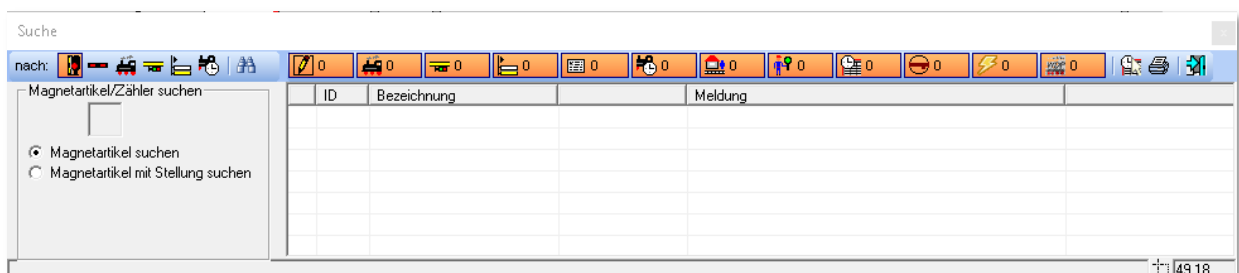 Suche
nach: 0 0 0 0 0 0 0 0 0 0 0 0
Magnetartikel/Zähler suchen
ID Bezeichnung Meldung
Magnetartikel suchen
Magnetartikel mit Stellung suchen
49,18